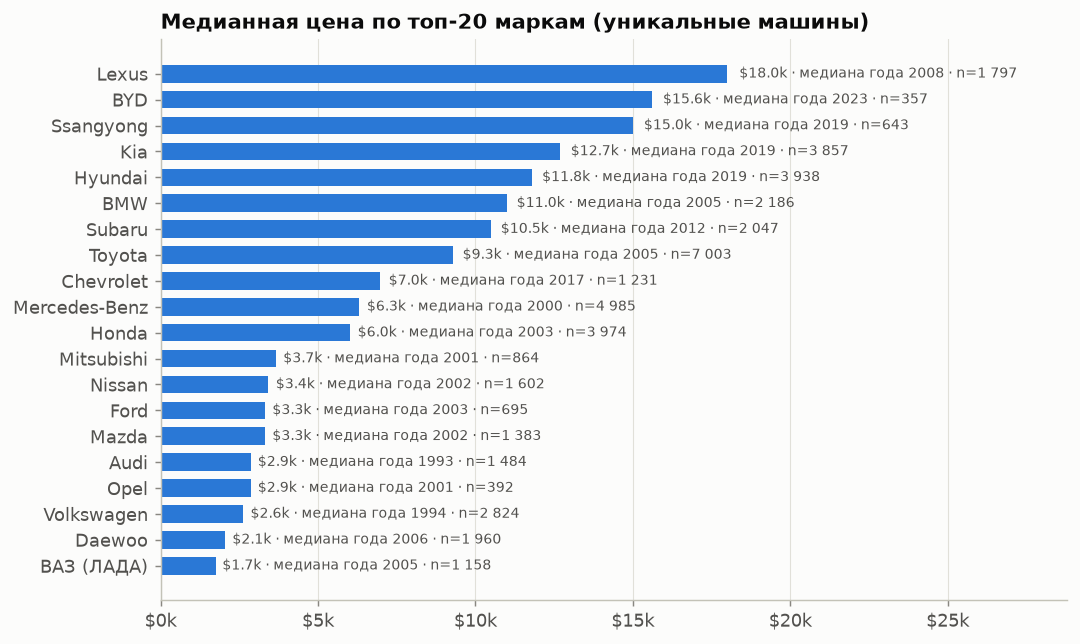 Медианная цена по топ-20 маркам (уникальные машины)
Lexus $18.0k · медиана года 2008 · n=1 797
BYD $15.6k · медиана года 2023 · n=357
Ssangyong $15.0k · медиана года 2019 · n=643
Kia $12.7k · медиана года 2019 · n=3 857
Hyundai $11.8k · медиана года 2019 · n=3 938
BMW $11.0k · медиана года 2005 · n=2 186
Subaru $10.5k · медиана года 2012 · n=2 047
Toyota $9.3k · медиана года 2005 · n=7 003
Chevrolet $7.0k · медиана года 2017 · n=1 231
Mercedes-Benz $6.3k · медиана года 2000 · n=4 985
Honda $6.0k · медиана года 2003 · n=3 974
Mitsubishi $3.7k · медиана года 2001 · n=864
Nissan $3.4k · медиана года 2002 · n=1 602
Ford $3.3k · медиана года 2003 · n=695
Mazda $3.3k · медиана года 2002 · n=1 383
Audi $2.9k · медиана года 1993 · n=1 484
Opel $2.9k · медиана года 2001 · n=392
Volkswagen $2.6k · медиана года 1994 · n=2 824
Daewoo $2.1k · медиана года 2006 · n=1 960
ВАЗ (ЛАДА) $1.7k · медиана года 2005 · n=1 158
$0k $5k $10k $15k $20k $25k